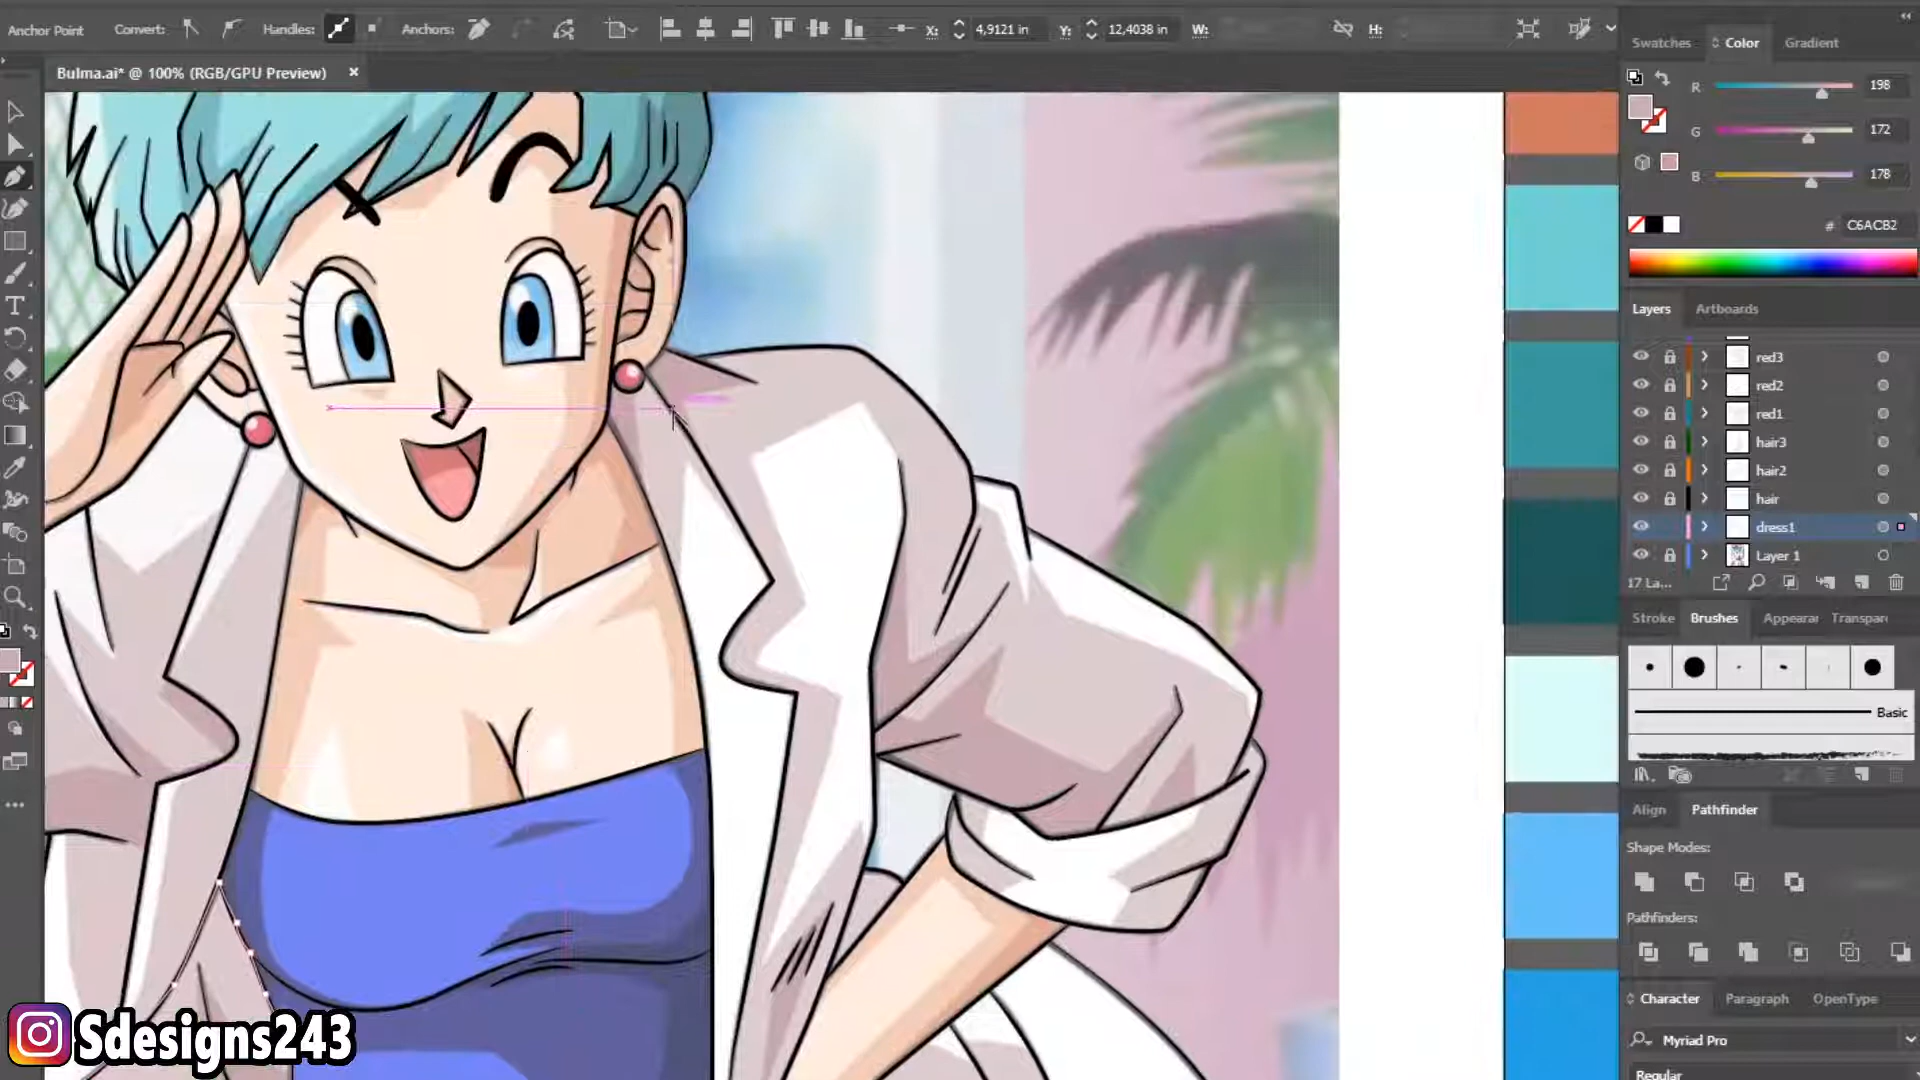 Anchor Point
Convert:
Handles:
Anchors:
X: 4,9121 in
Y: 12,4038 in
W:
H:
Bulma.ai* @ 100% (RGB/GPU Preview) ×
Swatches
Color
Gradient
R 198
G 172
B 178
# C6ACB2
Layers
Artboards
red3
red2
red1
hair3
hair2
hair
dress1
Layer 1
17 La...
Stroke
Brushes
Appearar
Transpare
Basic
Align
Pathfinder
Shape Modes:
Pathfinders:
Character
Paragraph
OpenType
Myriad Pro
Regular
Sdesigns243